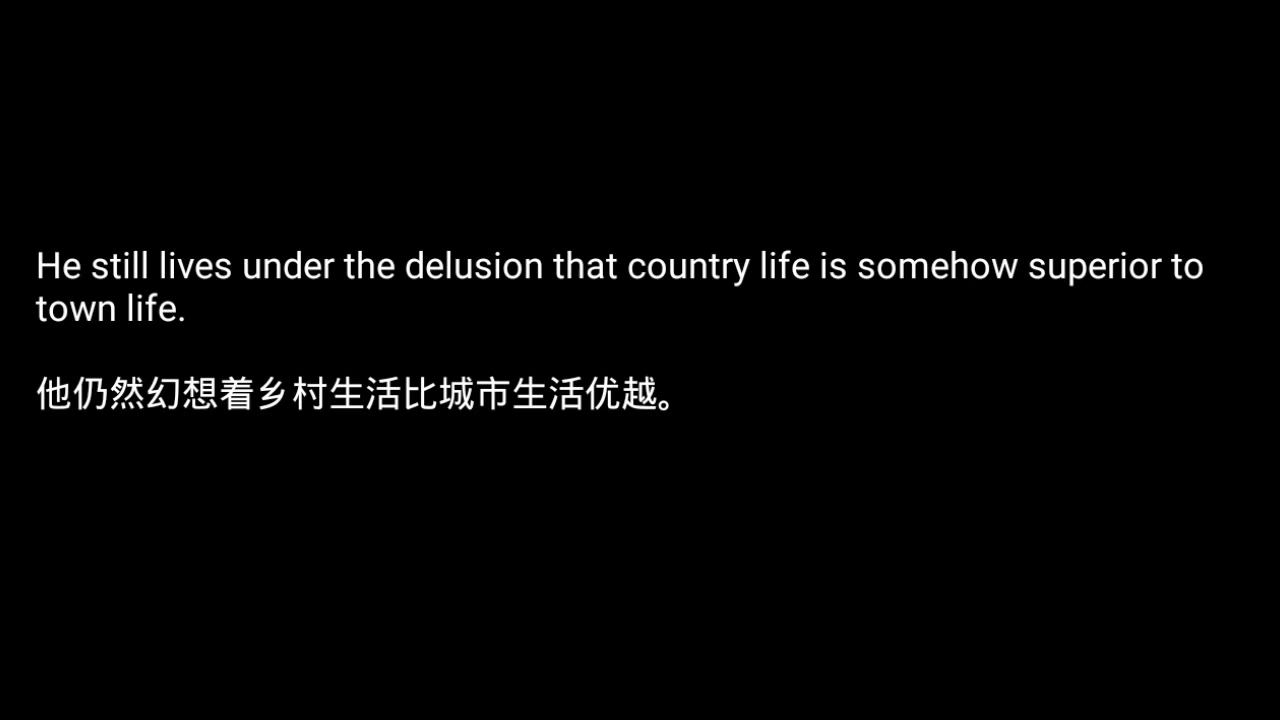 He still lives under the delusion that country life is somehow superior to
town life.
他仍然幻想着乡村生活比城市生活优越。